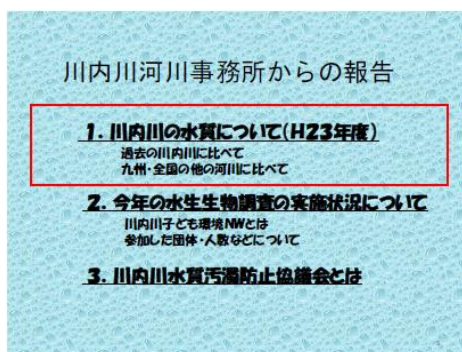 川内川河川事務所からの報告
1. 川内川の水質について(H23年度)
過去の川内川に比べて
九州・全国の他の河川に比べて
2. 今年の水生生物調査の実施状況について
川内川子ども環境NWとは
参加した団体・人数などについて
3. 川内川水質汚濁防止協議会とは